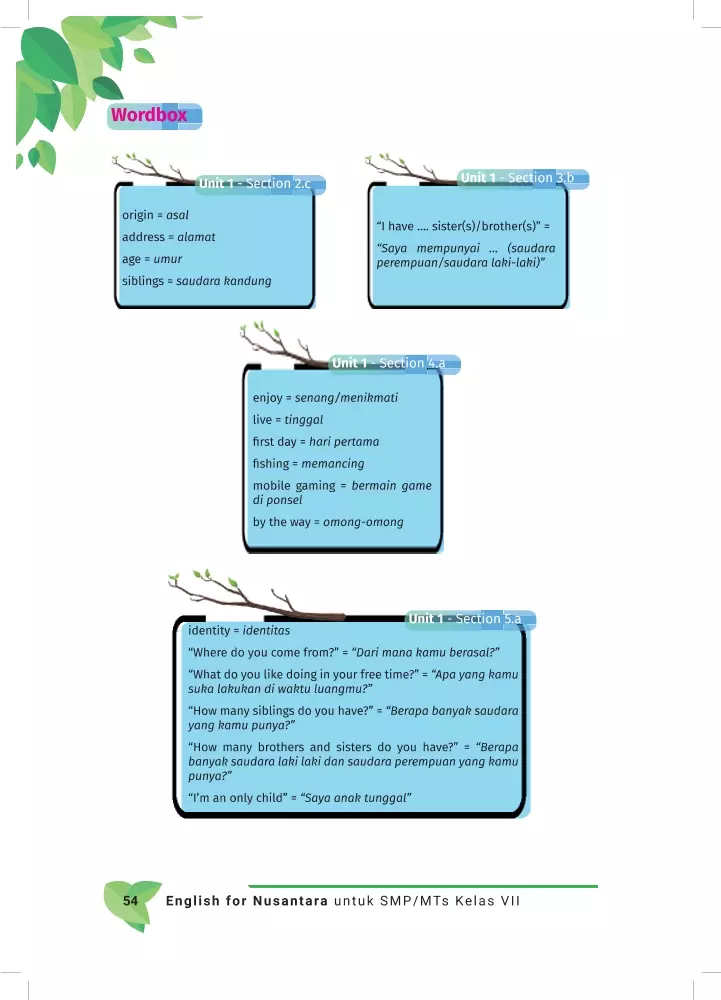 Wordbox
Unit 1 - Section 2.c
origin = asal
address = alamat
age = umur
siblings = saudara kandung
Unit 1 - Section 3.b
“I have .... sister(s)/brother(s)” =
“Saya mempunyai ... (saudara
perempuan/saudara laki-laki)”
Unit 1 - Section 4.a
enjoy = senang/menikmati
live = tinggal
first day = hari pertama
fishing = memancing
mobile gaming = bermain game
di ponsel
by the way = omong-omong
Unit 1 - Section 5.a
identity = identitas
“Where do you come from?” = “Dari mana kamu berasal?”
“What do you like doing in your free time?” = “Apa yang kamu
suka lakukan di waktu luangmu?”
“How many siblings do you have?” = “Berapa banyak saudara
yang kamu punya?”
“How many brothers and sisters do you have?” = “Berapa
banyak saudara laki laki dan saudara perempuan yang kamu
punya?”
“I’m an only child” = “Saya anak tunggal”
54 English for Nusantara untuk SMP/MTs Kelas VII